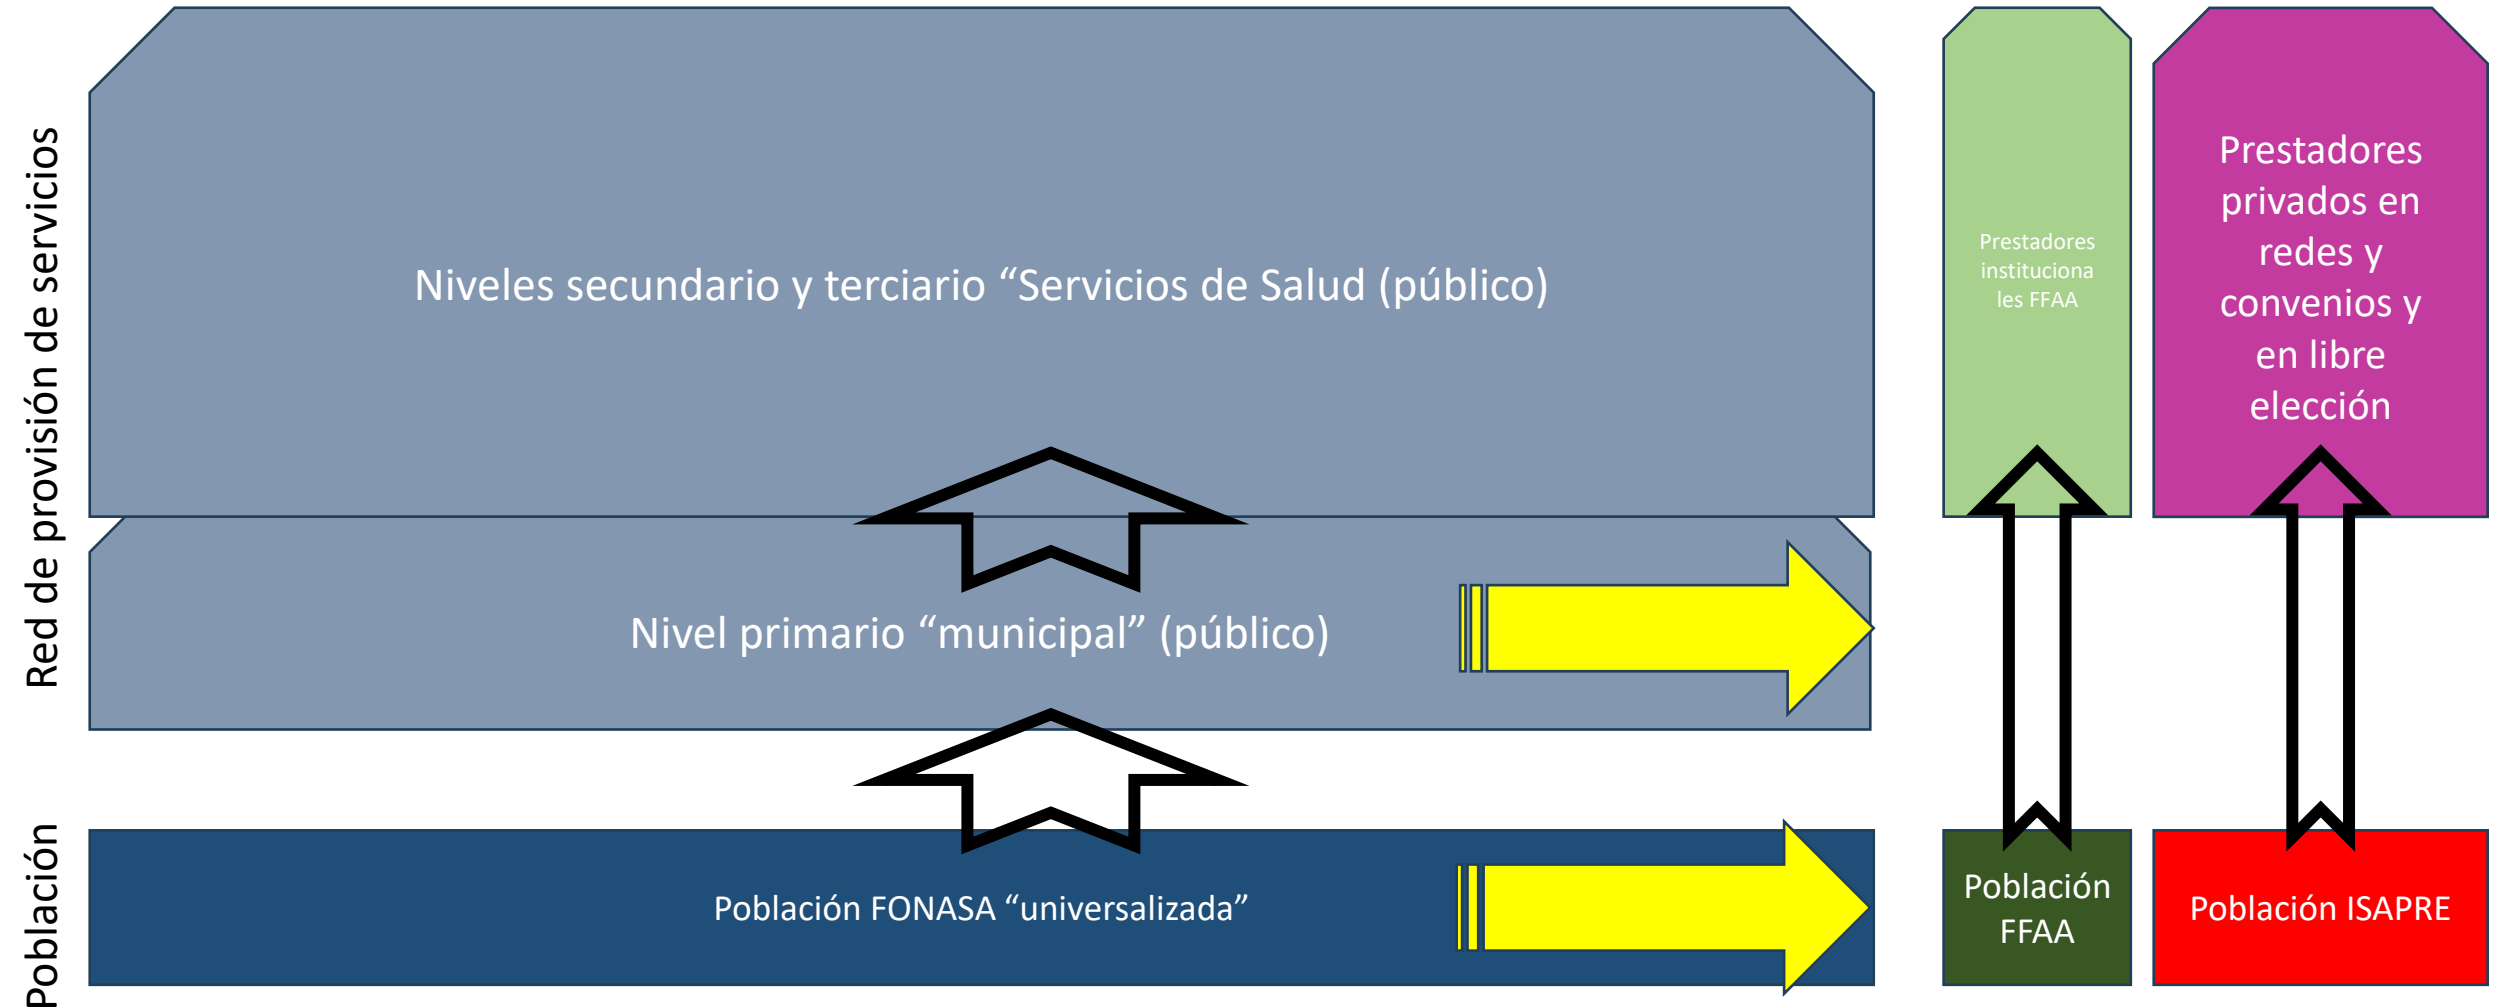 Red de provisión de servicios
Niveles secundario y terciario “Servicios de Salud (público)
Prestadores
instituciona
les FFAA
Prestadores
privados en
redes y
convenios y
en libre
elección
Nivel primario “municipal” (público)
Población
Población FONASA “universalizada”
Población
FFAA
Población ISAPRE